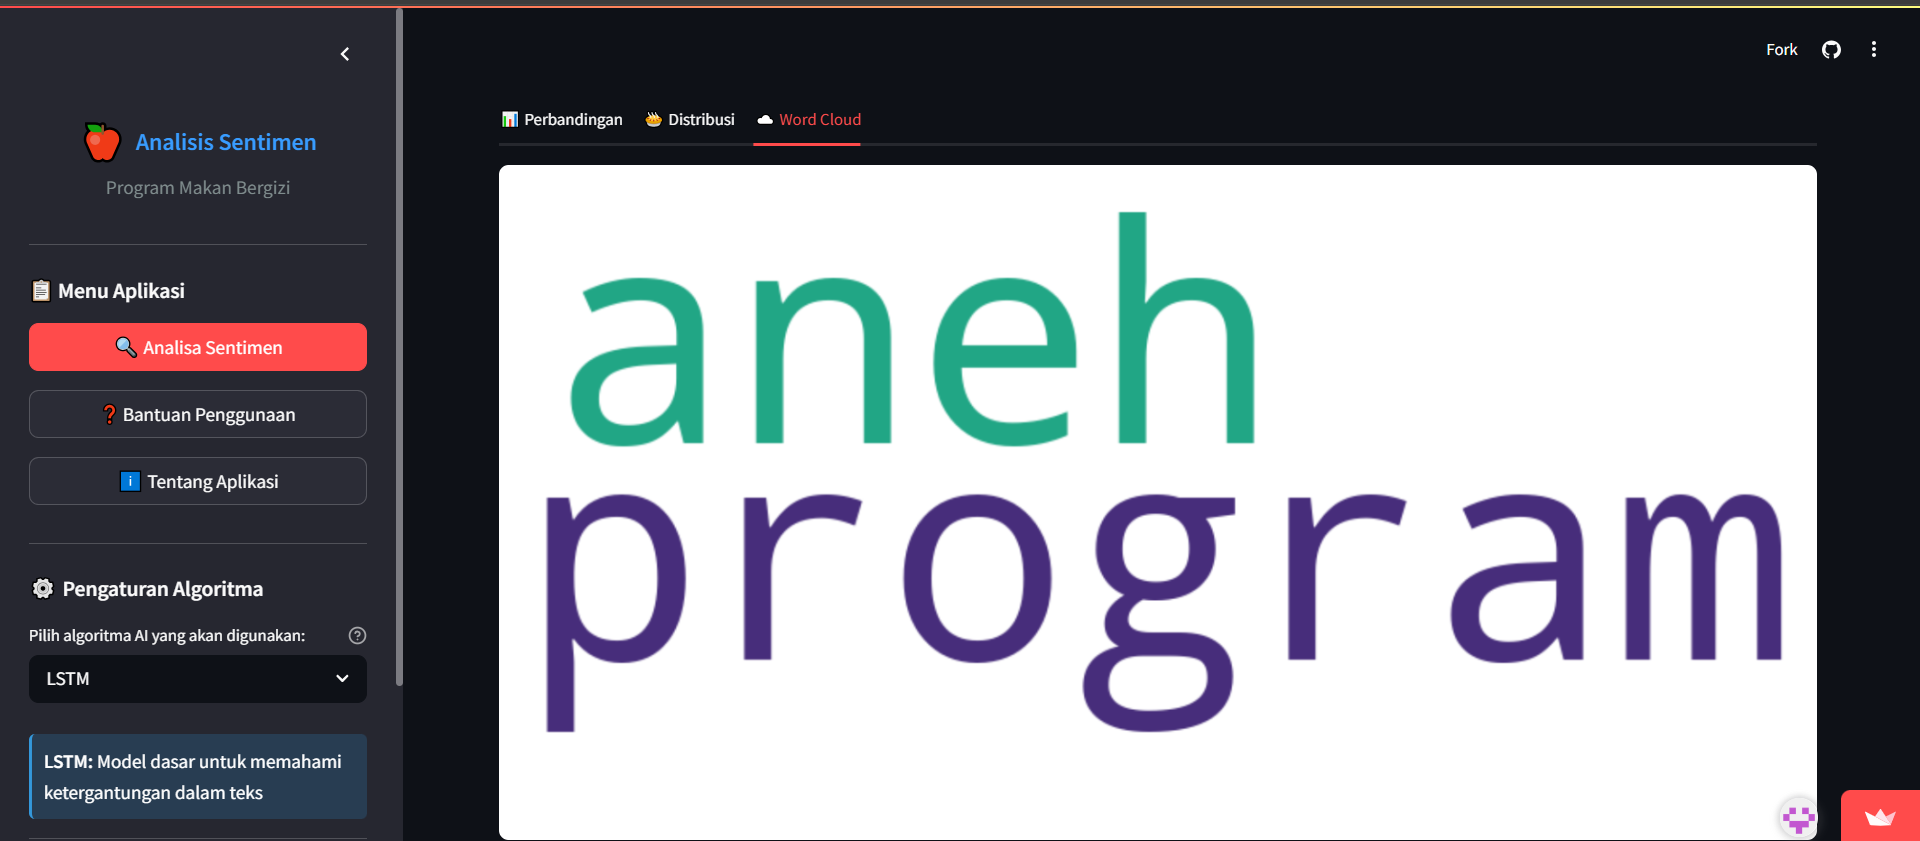 Fork
Analisis Sentimen
Program Makan Bergizi
Menu Aplikasi
Analisa Sentimen
Bantuan Penggunaan
Tentang Aplikasi
Pengaturan Algoritma
Pilih algoritma AI yang akan digunakan:
LSTM
LSTM: Model dasar untuk memahami
ketergantungan dalam teks
Perbandingan
Distribusi
Word Cloud
aneh
program